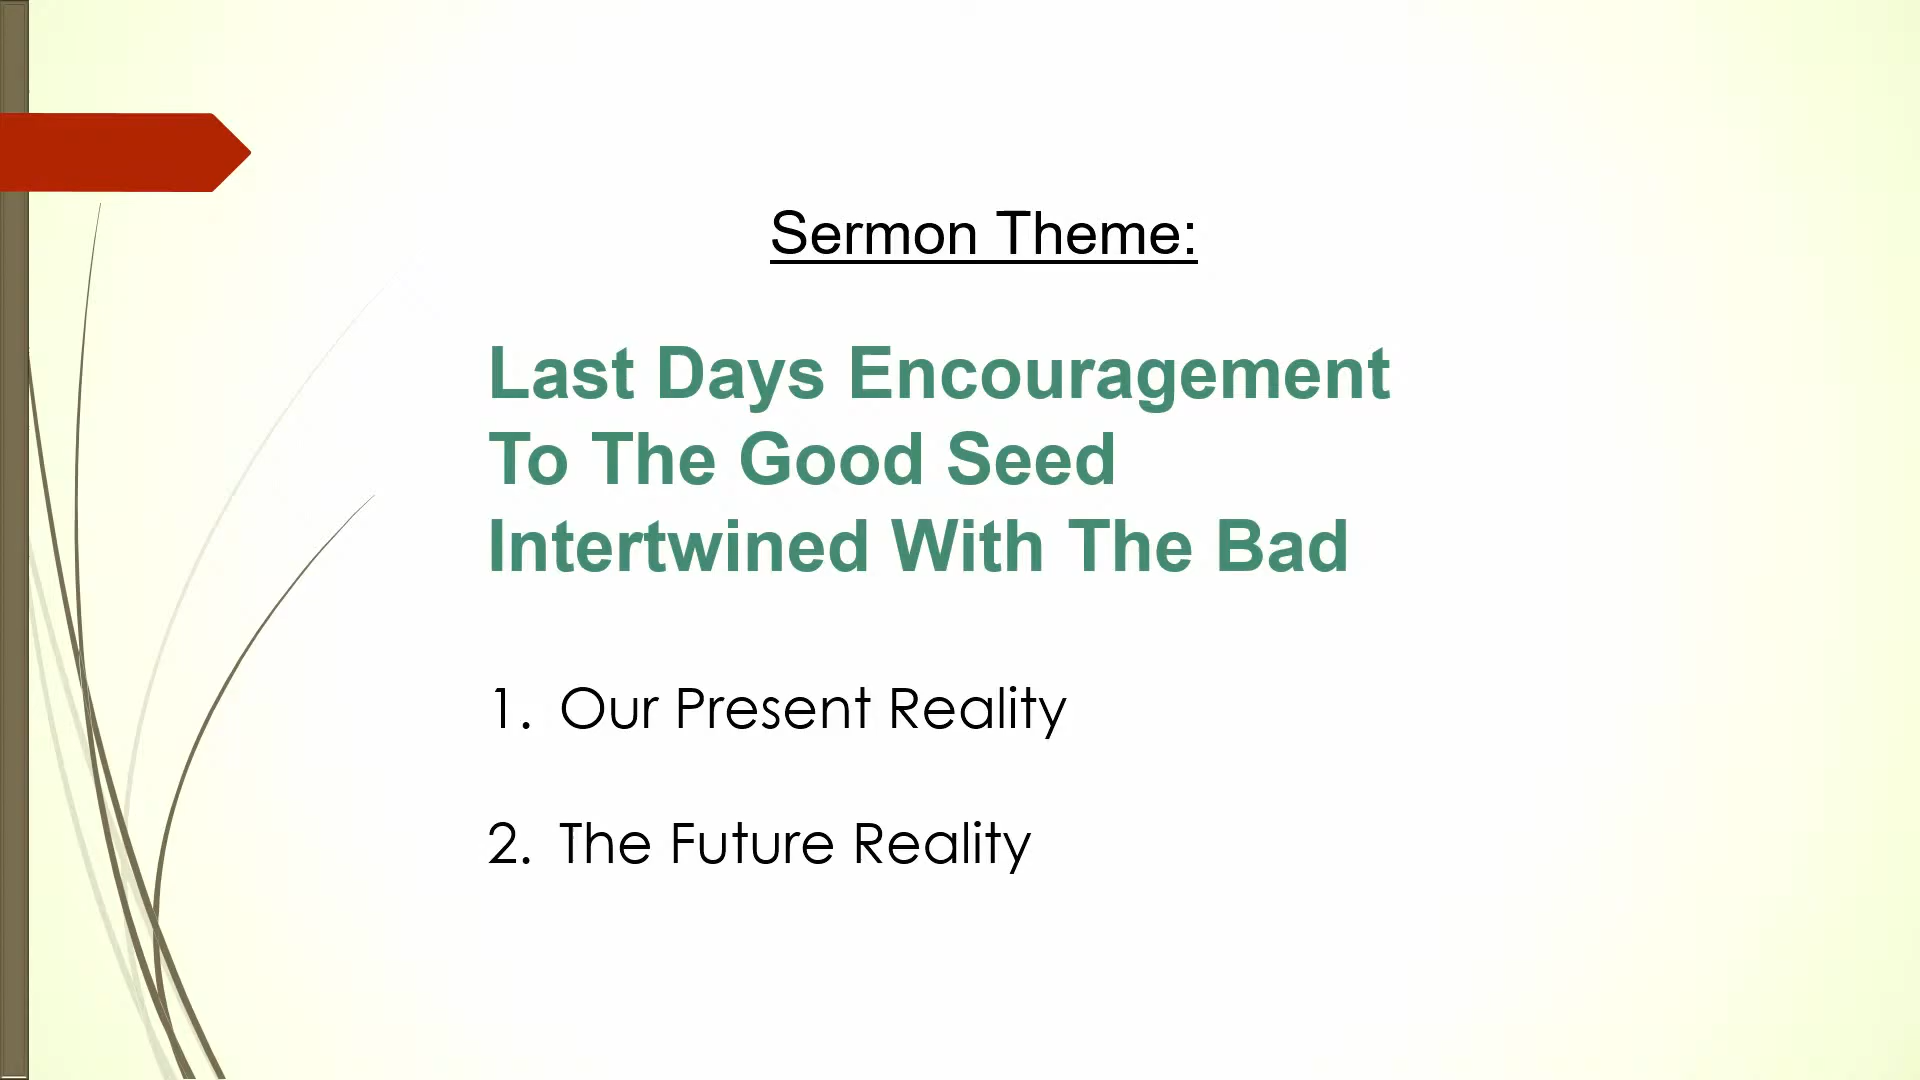 Sermon Theme:
Last Days Encouragement
To The Good Seed
Intertwined With The Bad
1. Our Present Reality
2. The Future Reality